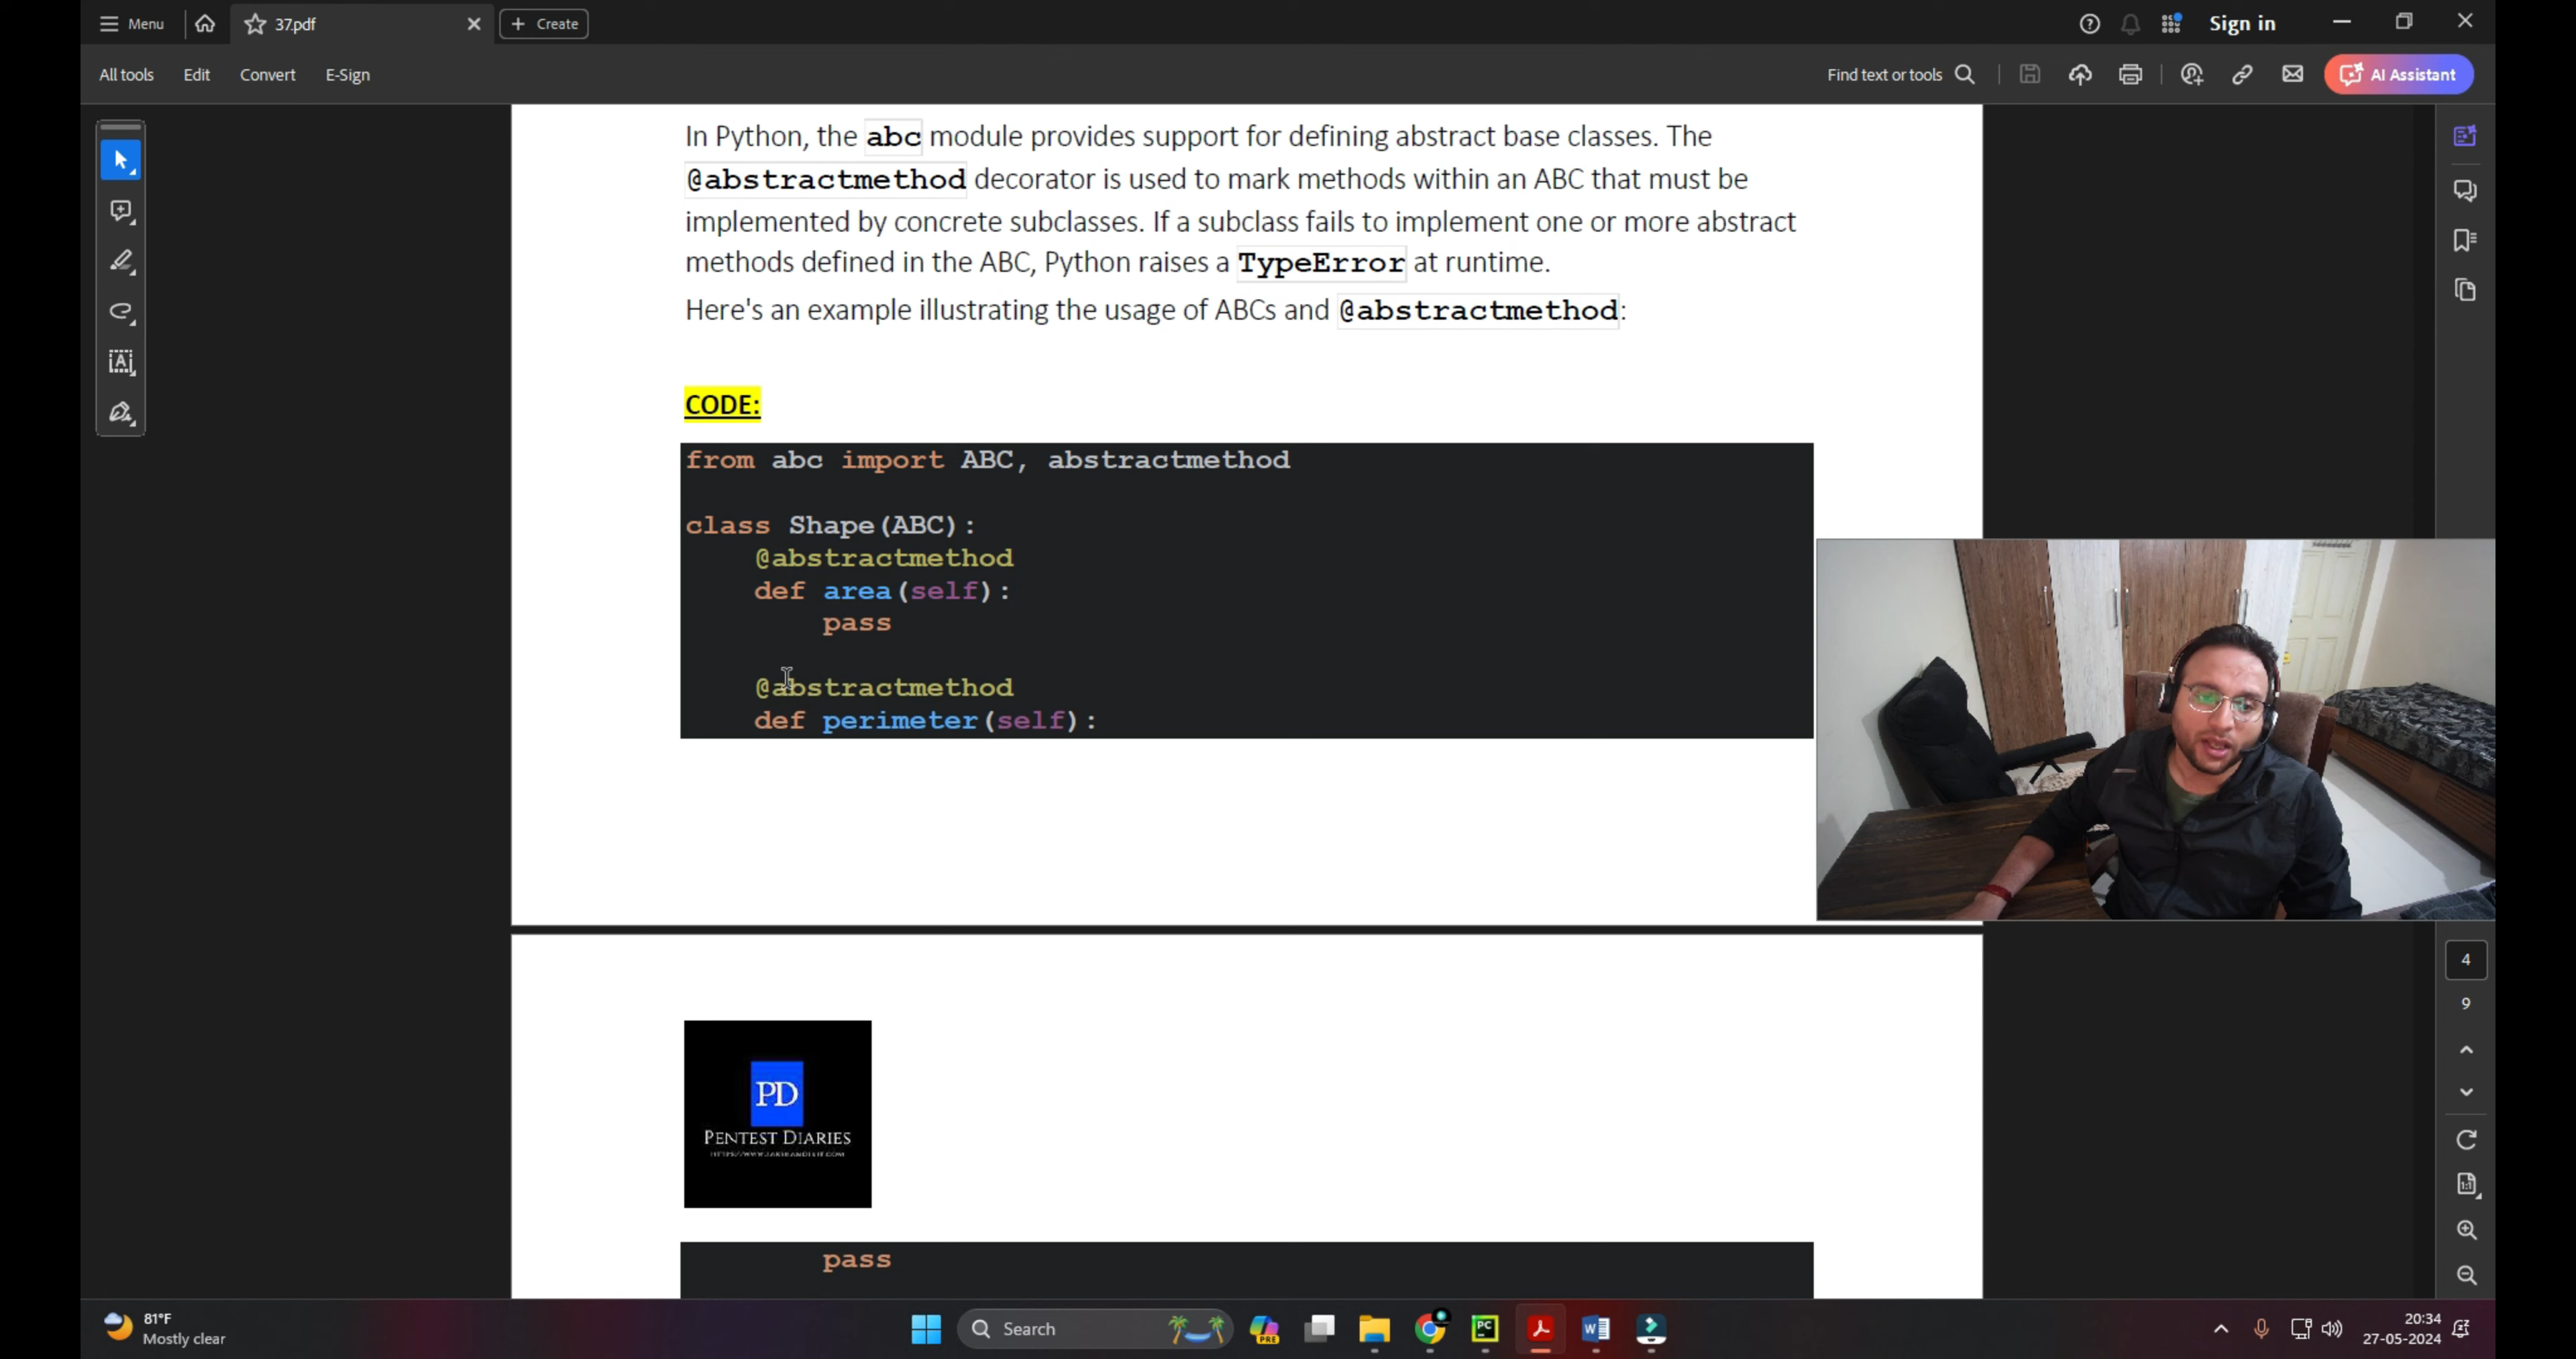 Menu
37.pdf
Create
Sign in
All tools
Edit
Convert
E-Sign
Find text or tools
AI Assistant
In Python, the abc module provides support for defining abstract base classes. The
@abstractmethod decorator is used to mark methods within an ABC that must be
implemented by concrete subclasses. If a subclass fails to implement one or more abstract
methods defined in the ABC, Python raises a TypeError at runtime.
Here's an example illustrating the usage of ABCs and @abstractmethod:
CODE:
from abc import ABC, abstractmethod
class Shape(ABC):
@abstractmethod
def area(self):
pass
@abstractmethod
def perimeter(self):
4
9
PD
PENTEST DIARIES
pass
81°F
Mostly clear
Search
PRE
PC
W
20:34
27-05-2024